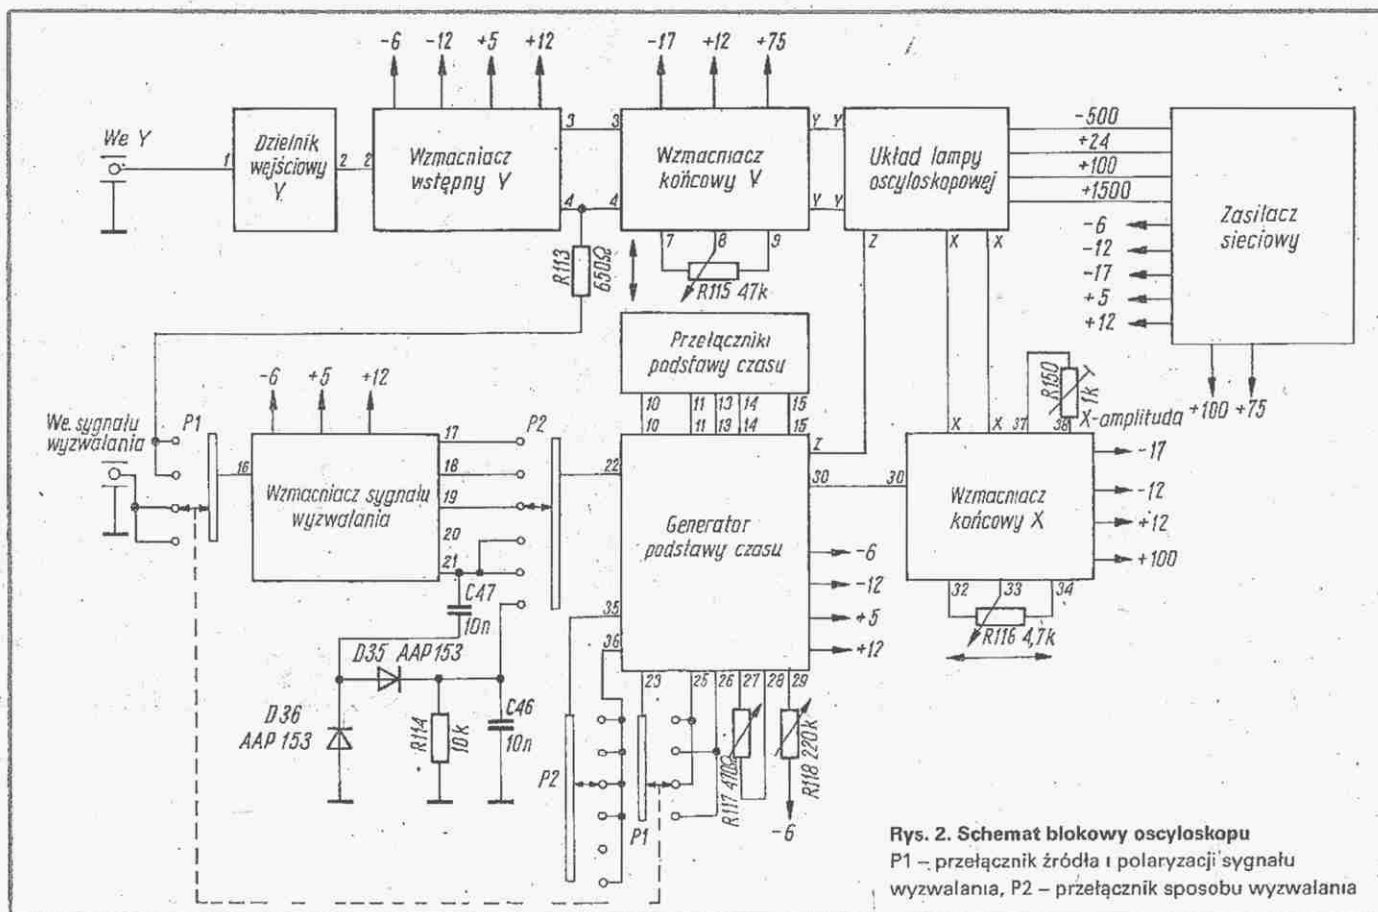 -6 -12 +5 +12
-17 +12 +75
We Y
1
Dzielnik
wejściowy
Y
2 2
Wzmacniacz
wstępny Y
3 3
4 4
Wzmacniacz
końcowy Y
7 8 9
R115 47k
Y Y
Y Y
Układ lampy
oscyloskopowej
Z X X
-500
+24
+100
+1500
-6
-12
-17
+5
+12
Zasilacz
sieciowy
+100 +75
R113
650Ω
Przełączniki
podstawy czasu
10 11 13 14 15
10 11 13 14 15
-6 +5 +12
We. sygnału
wyzwalania
P1
16
Wzmacniacz sygnału
wyzwalania
17
18
19
20
21
P2
22
Generator
podstawy czasu
Z
30 30
-6
-12
+5
+12
35
36
23 25 26 27 28 29
R150
1k
X-amplituda
X X 37 38
Wzmacniacz
końcowy X
-17
-12
+12
+100
32 33 34
R116 4,7k
C47
10n
D35 AAP 153
D36
AAP 153
R114
10k
C46
10n
P2
P1
R117 470Ω
R118 220k
-6
Rys. 2. Schemat blokowy oscyloskopu
P1 – przełącznik źródła i polaryzacji sygnału
wyzwalania, P2 – przełącznik sposobu wyzwalania